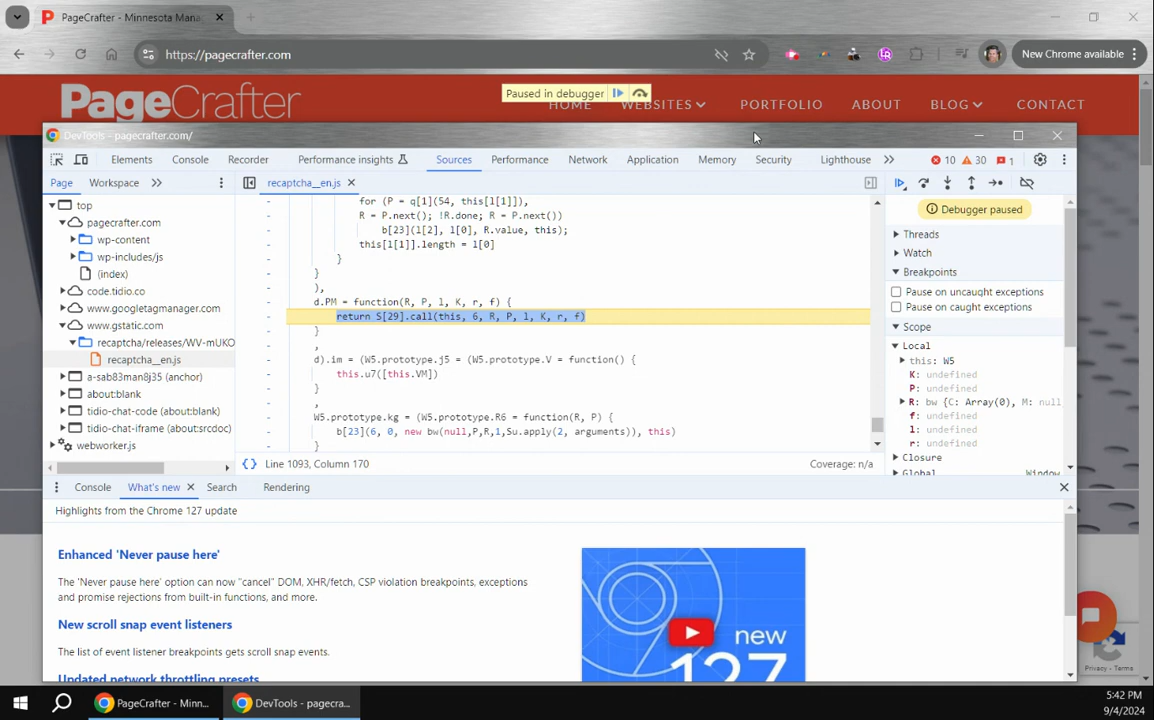 PageCrafter - Minnesota Mana
https://pagecrafter.com
New Chrome available
PageCrafter
Paused in debugger
HOME
WEBSITES
PORTFOLIO
ABOUT
BLOG
CONTACT
DevTools - pagecrafter.com/
Elements
Console
Recorder
Performance insights
Sources
Performance
Network
Application
Memory
Security
Lighthouse
10
30
1
Page
Workspace
recaptcha__en.js
top
pagecrafter.com
wp-content
wp-includes/js
(index)
code.tidio.co
www.googletagmanager.com
www.gstatic.com
recaptcha/releases/WV-mUKO
recaptcha__en.js
a-sab83man8j35 (anchor)
about:blank
tidio-chat-code (about:blank)
tidio-chat-iframe (about:srcdoc)
webworker.js
for (P = q[1](54, this[l[1]]),
R = P.next(); !R.done; R = P.next())
b[23](l[2], l[0], R.value, this);
this[l[1]].length = l[0]
}
}
),
d.PM = function(R, P, l, K, r, f) {
return S[29].call(this, 6, R, P, l, K, r, f)
}
,
d).im = (W5.prototype.j5 = (W5.prototype.V = function() {
this.u7([this.VM])
}
,
W5.prototype.kg = (W5.prototype.R6 = function(R, P) {
b[23](6, 0, new bw(null,P,R,1,Su.apply(2, arguments)), this)
}
Line 1093, Column 170
Coverage: n/a
Debugger paused
Threads
Watch
Breakpoints
Pause on uncaught exceptions
Pause on caught exceptions
Scope
Local
this: W5
K: undefined
P: undefined
R: bw {C: Array(0), M: null
f: undefined
l: undefined
r: undefined
Closure
Global
Window
Console
What's new
Search
Rendering
Highlights from the Chrome 127 update
Enhanced 'Never pause here'
The 'Never pause here' option can now "cancel" DOM, XHR/fetch, CSP violation breakpoints, exceptions
and promise rejections from built-in functions, and more.
New scroll snap event listeners
The list of event listener breakpoints gets scroll snap events.
Updated network throttling presets
new
127
Privacy - Terms
PageCrafter - Minn...
DevTools - pagecra...
5:42 PM
9/4/2024